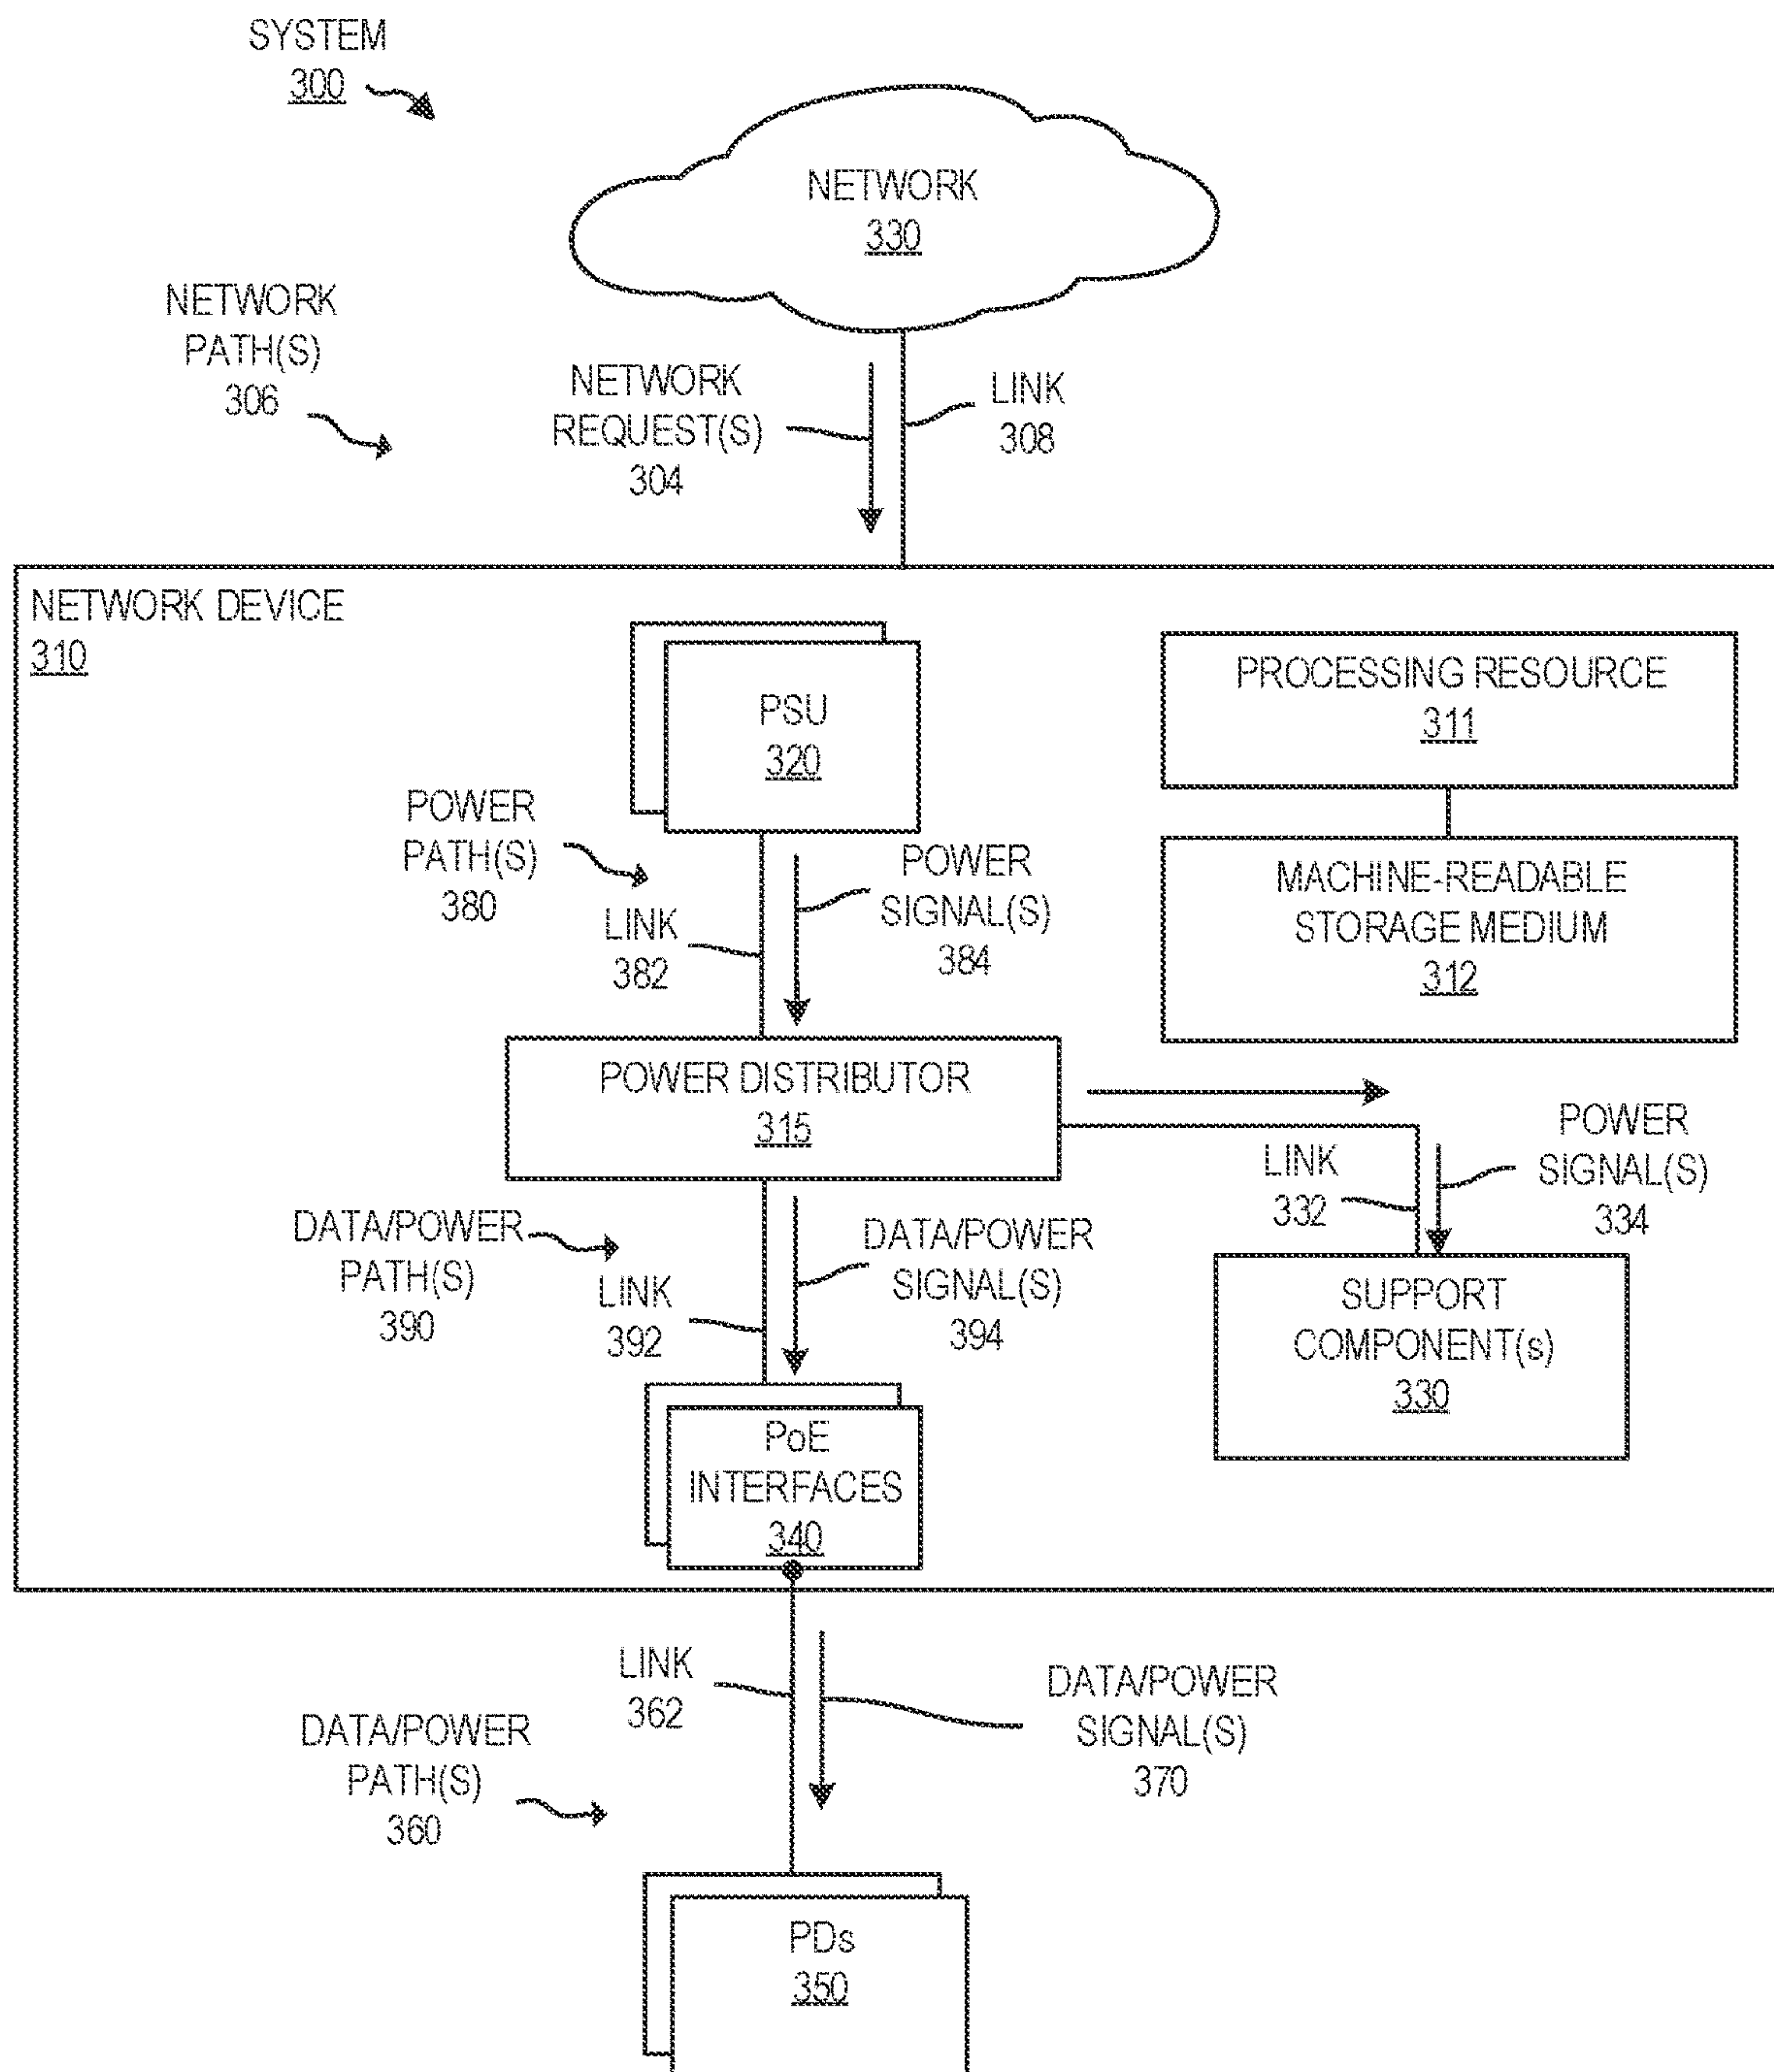 SYSTEM
300
NETWORK
330
NETWORK
PATH(S)
306
NETWORK
REQUEST(S)
304
LINK
308
NETWORK DEVICE
310
PSU
320
PROCESSING RESOURCE
311
POWER
PATH(S)
380
LINK
382
POWER
SIGNAL(S)
384
MACHINE-READABLE
STORAGE MEDIUM
312
POWER DISTRIBUTOR
315
LINK
332
POWER
SIGNAL(S)
334
DATA/POWER
PATH(S)
390
LINK
392
DATA/POWER
SIGNAL(S)
394
SUPPORT
COMPONENT(s)
330
PoE
INTERFACES
340
LINK
362
DATA/POWER
SIGNAL(S)
370
DATA/POWER
PATH(S)
360
PDs
350